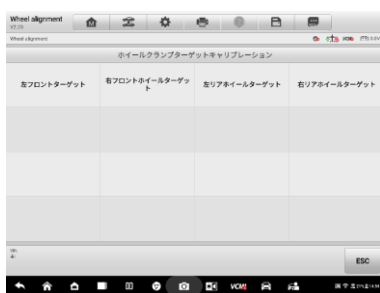 Wheel alignment
Wheel alignment
ホイールクランプターゲットキャリブレーション
左フロントターゲット
右フロントホイールターゲッ
ト
左リアホイールターゲット
右リアホイールターゲット
ESC
VCMI